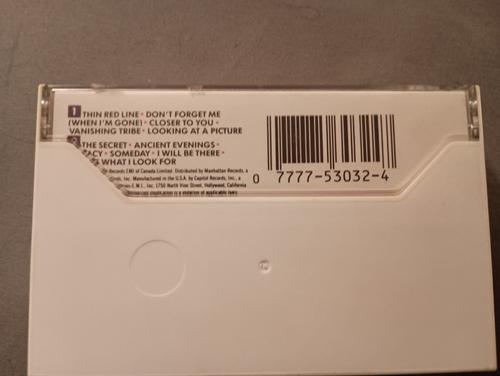 1 THIN RED LINE • DON'T FORGET ME
(WHEN I'M GONE) • CLOSER TO YOU •
VANISHING TRIBE • LOOKING AT A PICTURE
THE SECRET • ANCIENT EVENINGS •
ACY • SOMEDAY • I WILL BE THERE •
WHAT I LOOK FOR
Records EMI of Canada Limited. Distributed by Manhattan Records, a
Inc. Manufactured in the U.S.A. by Capitol Records, Inc., a
E.M.I., Inc. 1750 North Vine Street, Hollywood, California
duplication is a violation of applicable laws
0 7777-53032-4